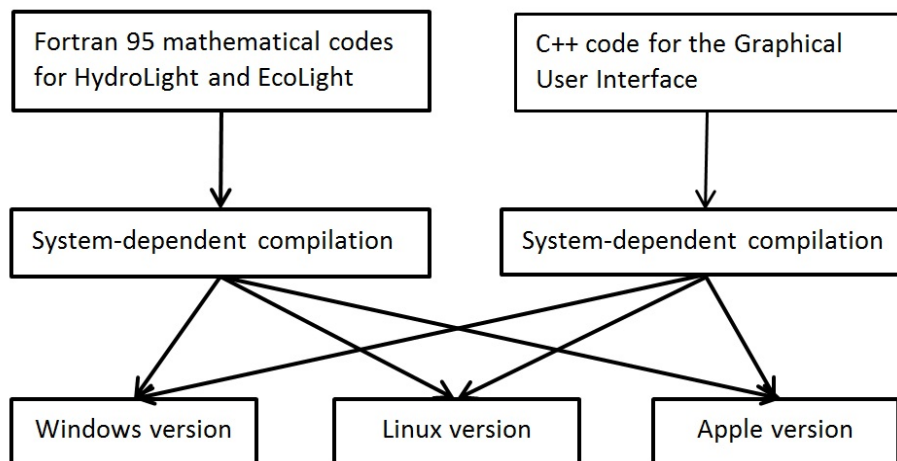 Fortran 95 mathematical codes
for HydroLight and EcoLight
C++ code for the Graphical
User Interface
System-dependent compilation
System-dependent compilation
Windows version
Linux version
Apple version